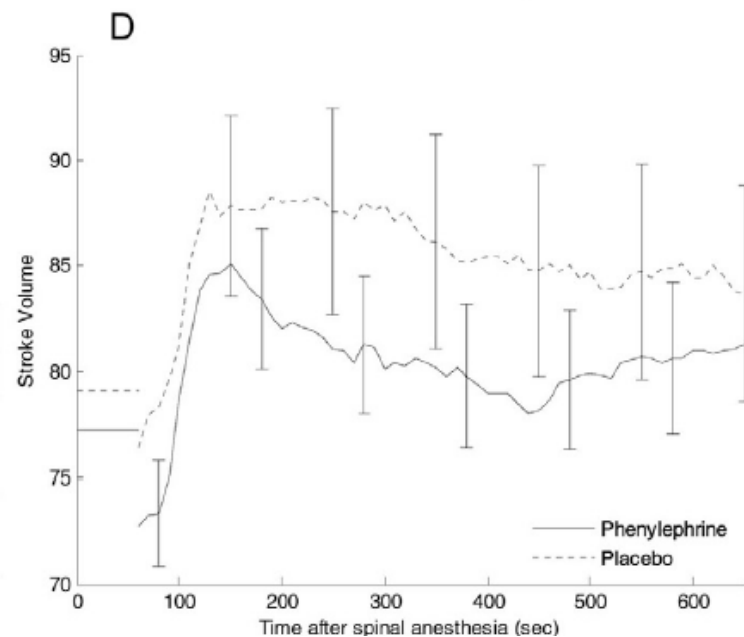 D
95
90
85
80
75
70
Stroke Volume
0 100 200 300 400 500 600
Time after spinal anesthesia (sec)
Phenylephrine
Placebo